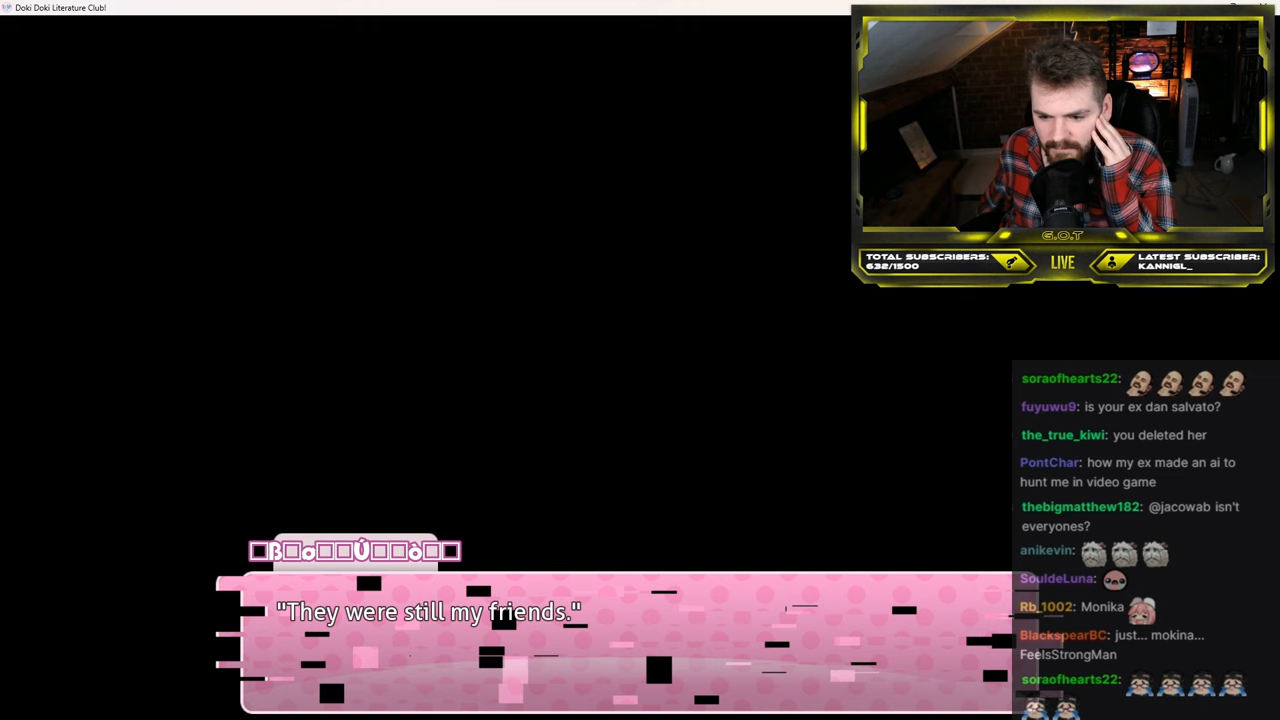 Doki Doki Literature Club!
G.O.T
TOTAL SUBSCRIBERS:
632/1500
LIVE
LATEST SUBSCRIBER:
KANNIGL_
soraofhearts22:
fuyuwu9: is your ex dan salvato?
the_true_kiwi: you deleted her
PontChar: how my ex made an ai to
hunt me in video game
thebigmatthew182: @jacowab isn't
everyones?
anikevin:
SouldeLuna:
Rb_1002: Monika
BlackspearBC: just... mokina...
FeelsStrongMan
soraofhearts22:
"They were still my friends."